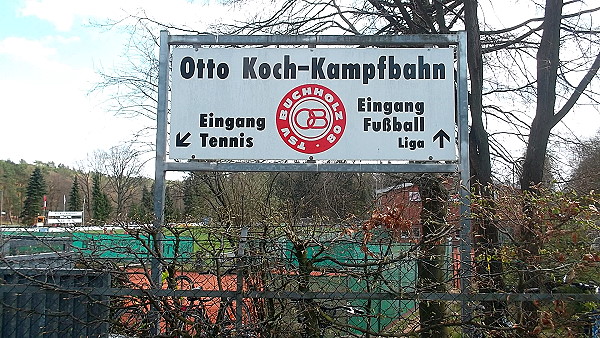 Otto Koch-Kampfbahn
Eingang
Tennis
TSV BUCHHOLZ 08
Eingang
Fußball
Liga